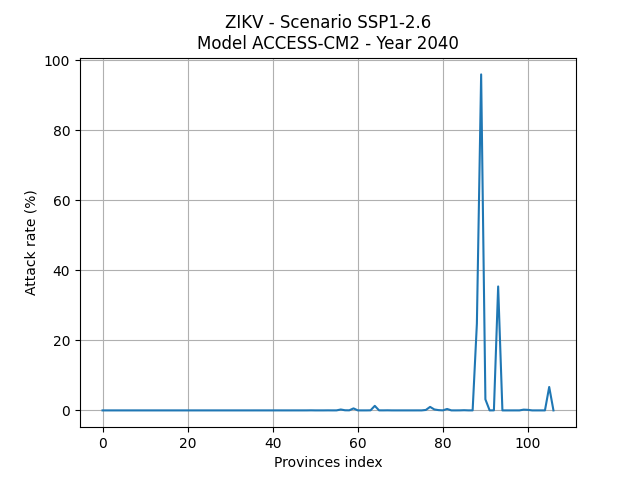 ZIKV - Scenario SSP1-2.6
Model ACCESS-CM2 - Year 2040
100
80
60
40
20
0
Attack rate (%)
0 20 40 60 80 100
Provinces index